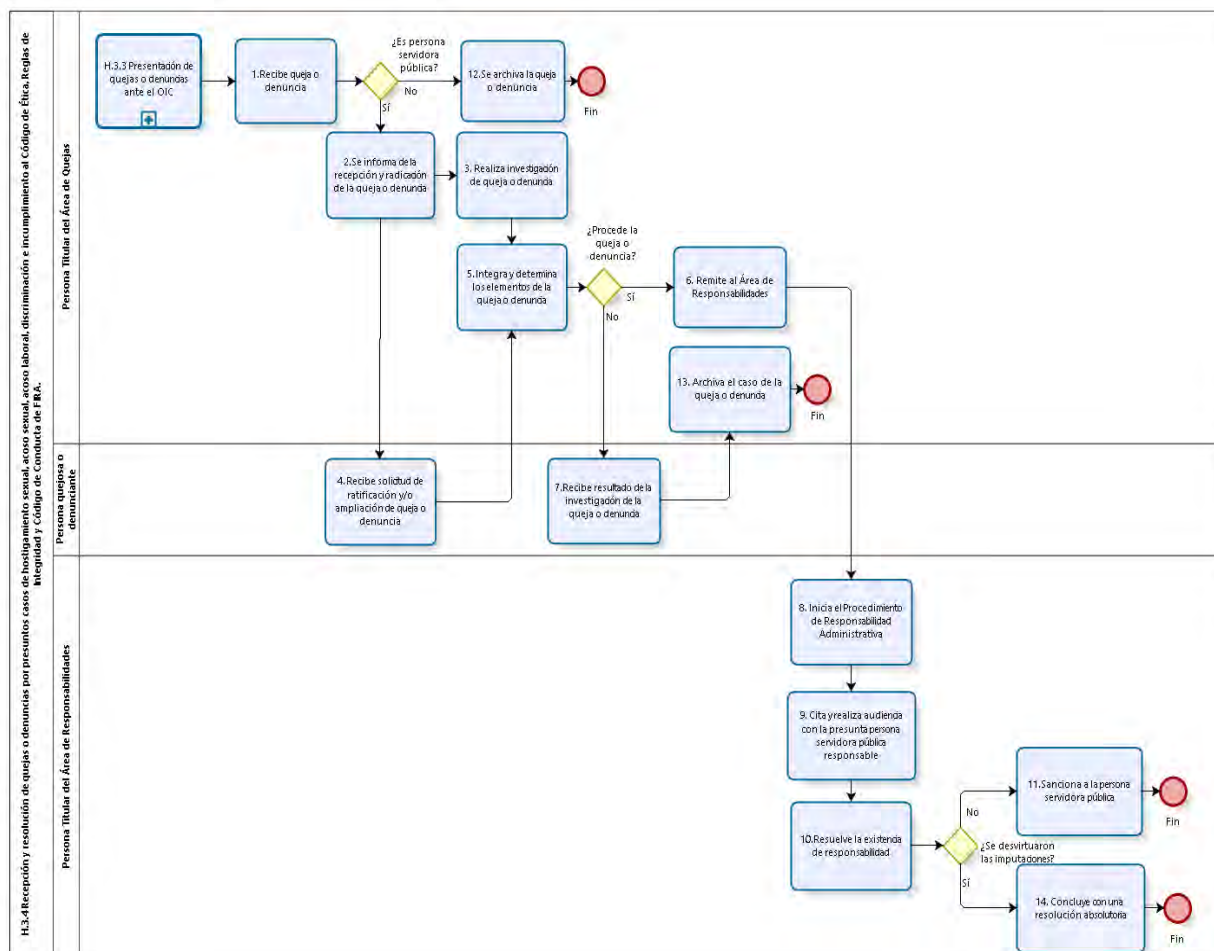 H.3.4 Recepción y resolución de quejas o denuncias por presuntos casos de hostigamiento sexual, acoso sexual, acoso laboral, discriminación e incumplimiento al Código de Ética, Reglas de
Integridad y Código de Conducta de FIRA.
Persona Titular del Área de Quejas
H.3.3 Presentación de
quejas o denuncias
ante el OIC
1.Recibe queja o
denuncia
¿Es persona
servidora
pública?
No
Sí
12.Se archiva la queja
o denuncia
Fin
2.Se informa de la
recepción y radicación
de la queja o denuncia
3. Realiza investigación
de queja o denuncia
5.Integra y determina
los elementos de la
queja o denuncia
¿Procede la
queja o
denuncia?
Sí
No
6. Remite al Área de
Responsabilidades
13. Archiva el caso de la
queja o denuncia
Fin
Persona quejosa o
denunciante
4.Recibe solicitud de
ratificación y/o
ampliación de queja o
denuncia
7.Recibe resultado de la
investigación de la
queja o denuncia
Persona Titular del Área de Responsabilidades
8. Inicia el Procedimiento
de Responsabilidad
Administrativa
9. Cita y realiza audiencia
con la presunta persona
servidora pública
responsable
10.Resuelve la existencia
de responsabilidad
No
¿Se desvirtuaron
las imputaciones?
Sí
11.Sanciona a la persona
servidora pública
Fin
14. Concluye con una
resolución absolutoria
Fin